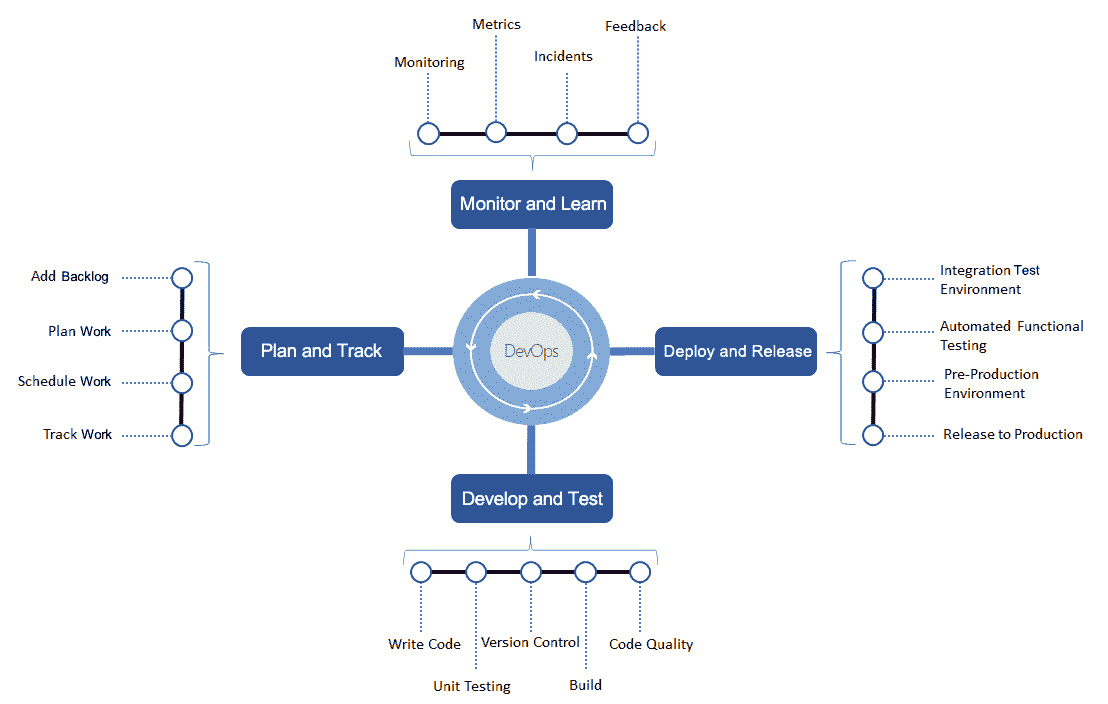 Metrics
Feedback
Monitoring
Incidents
Monitor and Learn
Add Backlog
Plan Work
Schedule Work
Track Work
Plan and Track
DevOps
Deploy and Release
Integration Test
Environment
Automated Functional
Testing
Pre-Production
Environment
Release to Production
Develop and Test
Write Code
Unit Testing
Version Control
Build
Code Quality